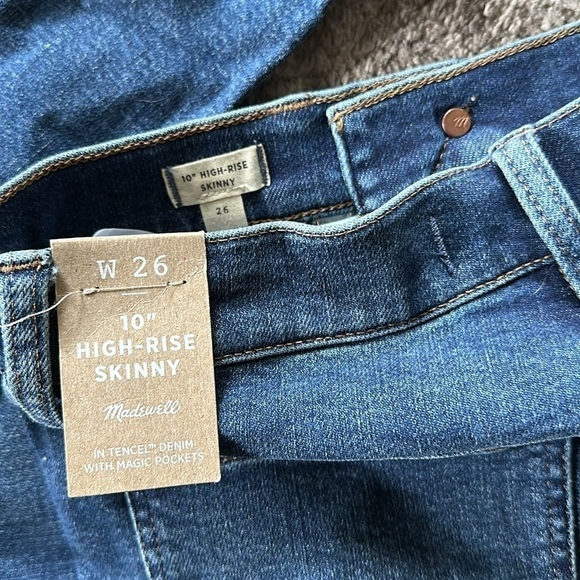 10" HIGH-RISE
SKINNY
26
m
W 26
10"
HIGH-RISE
SKINNY
Madewell
IN TENCEL™ DENIM
WITH MAGIC POCKETS